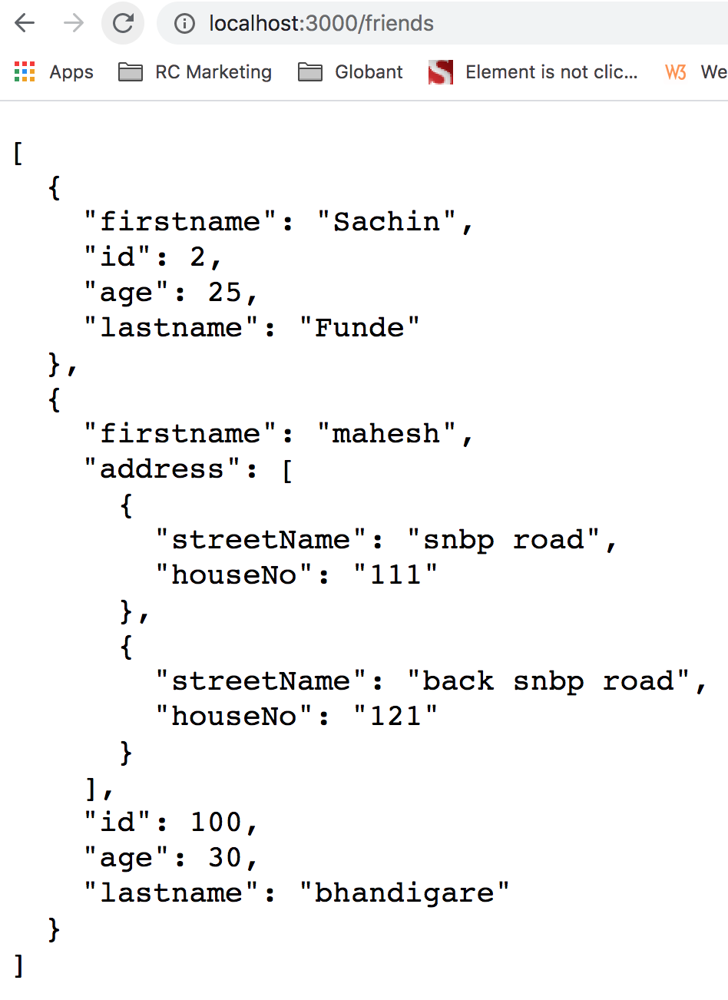 localhost:3000/friends
Apps RC Marketing Globant S Element is not clic... W3 We
[
{
"firstname": "Sachin",
"id": 2,
"age": 25,
"lastname": "Funde"
},
{
"firstname": "mahesh",
"address": [
{
"streetName": "snbp road",
"houseNo": "111"
},
{
"streetName": "back snbp road",
"houseNo": "121"
}
],
"id": 100,
"age": 30,
"lastname": "bhandigare"
}
]